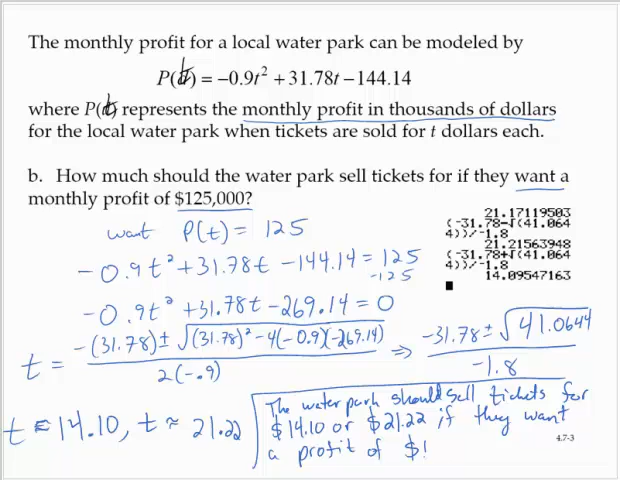 The monthly profit for a local water park can be modeled by
P(t) = −0.9t² + 31.78t − 144.14
where P(t) represents the monthly profit in thousands of dollars
for the local water park when tickets are sold for t dollars each.
b. How much should the water park sell tickets for if they want a
monthly profit of $125,000?
want P(t) = 125
-0.9t² + 31.78t - 144.14 = 125
-125
-0.9t² + 31.78t - 269.14 = 0
21.17119503
(-31.78-√(41.064
4))/-1.8
21.21563948
(-31.78+√(41.064
4))/-1.8
14.09547163
t = -(31.78) ± √(31.78)² - 4(-0.9)(-269.14) / 2(-.9) ⇒ -31.78 ± √41.0644 / -1.8
t ≈ 14.10, t ≈ 21.22
The water park should sell tickets for
$14.10 or $21.22 if they want
a profit of $1
4.7-3